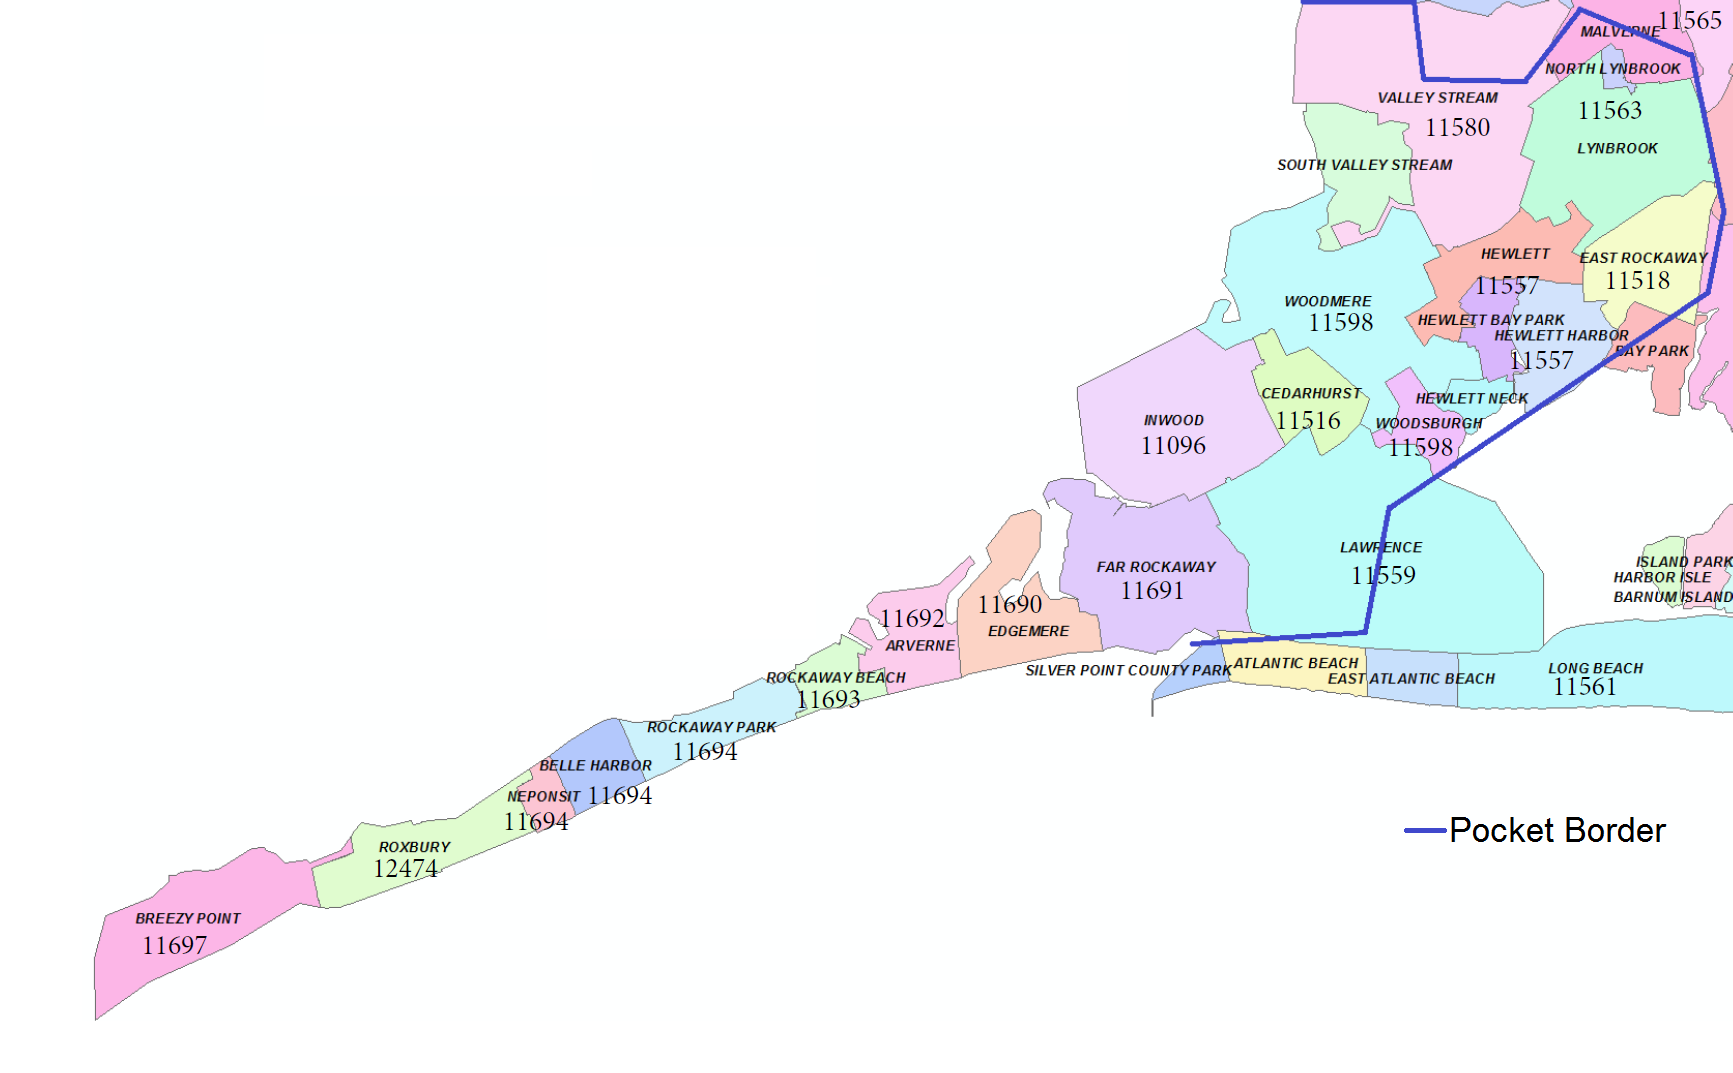 11565
MALVERNE
NORTH LYNBROOK
VALLEY STREAM
11580
11563
LYNBROOK
SOUTH VALLEY STREAM
HEWLETT
11557
EAST ROCKAWAY
11518
WOODMERE
11598
HEWLETT BAY PARK
HEWLETT HARBOR
11557
BAY PARK
CEDARHURST
11516
HEWLETT NECK
WOODSBURGH
11598
INWOOD
11096
LAWRENCE
11559
FAR ROCKAWAY
11691
ISLAND PARK
HARBOR ISLE
BARNUM ISLAND
11690
EDGEMERE
11692
ARVERNE
SILVER POINT COUNTY PARK
ATLANTIC BEACH
EAST ATLANTIC BEACH
LONG BEACH
11561
ROCKAWAY BEACH
11693
ROCKAWAY PARK
11694
BELLE HARBOR
11694
NEPONSIT
11694
ROXBURY
12474
BREEZY POINT
11697
Pocket Border